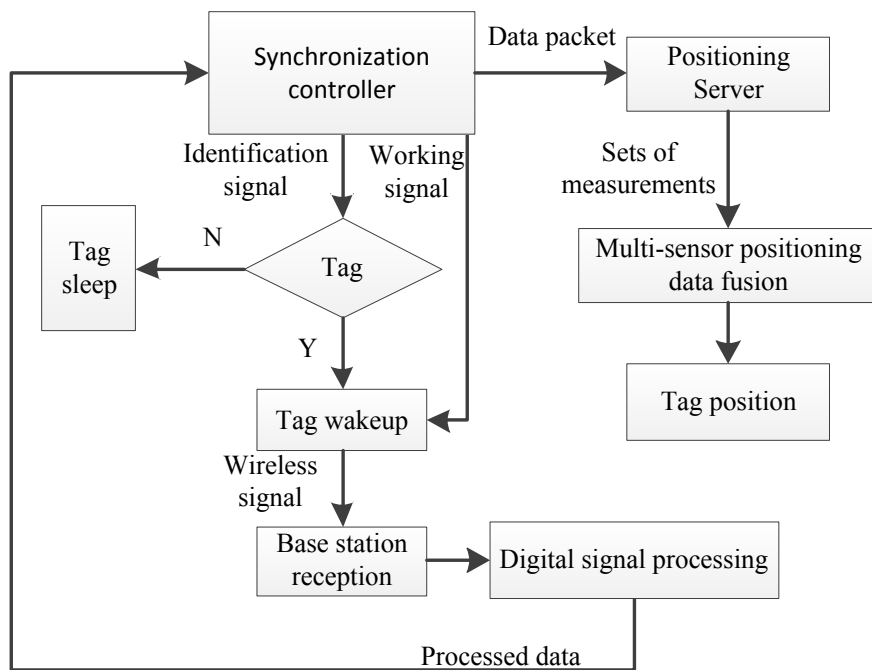 Synchronization
controller
Data packet
Positioning
Server
Identification
signal
Working
signal
Sets of
measurements
Tag
sleep
N
Tag
Multi-sensor positioning
data fusion
Y
Tag wakeup
Tag position
Wireless
signal
Base station
reception
Digital signal processing
Processed data